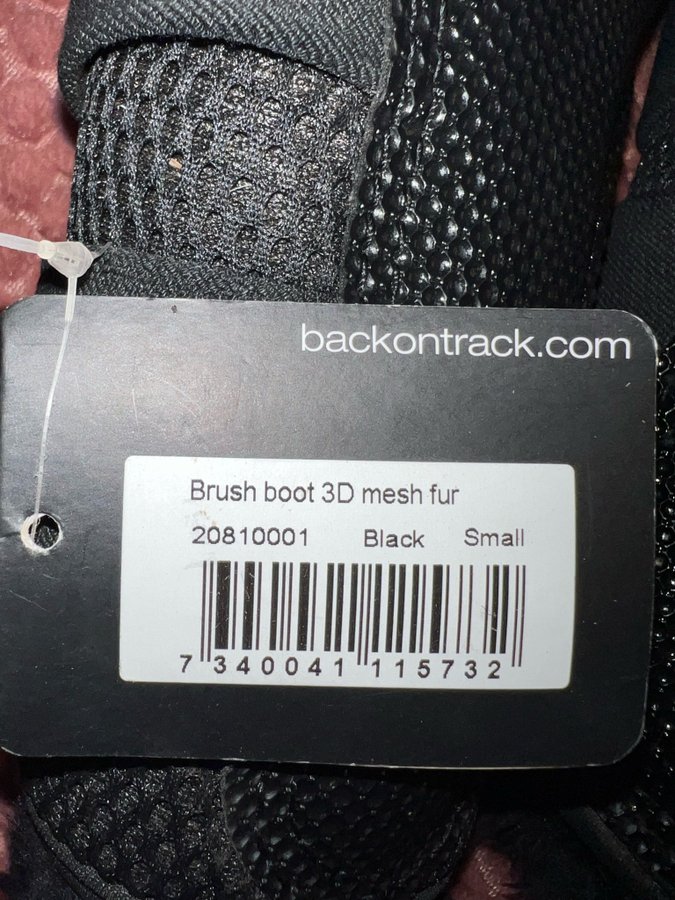 backontrack.com
Brush boot 3D mesh fur
20810001 Black Small
7 340041 115732